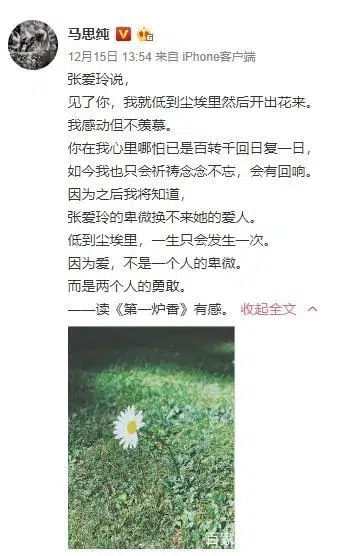 马思纯
12月15日 13:54 来自 iPhone客户端
张爱玲说，
见了你，我就低到尘埃里然后开出花来。
我感动但不羡慕。
你在我心里哪怕已是百转千回日复一日，
如今我也只会祈祷念念不忘，会有回响。
因为之后我将知道，
张爱玲的卑微换不来她的爱人。
低到尘埃里，一生只会发生一次。
因为爱，不是一个人的卑微。
而是两个人的勇敢。
——读《第一炉香》有感。 收起全文